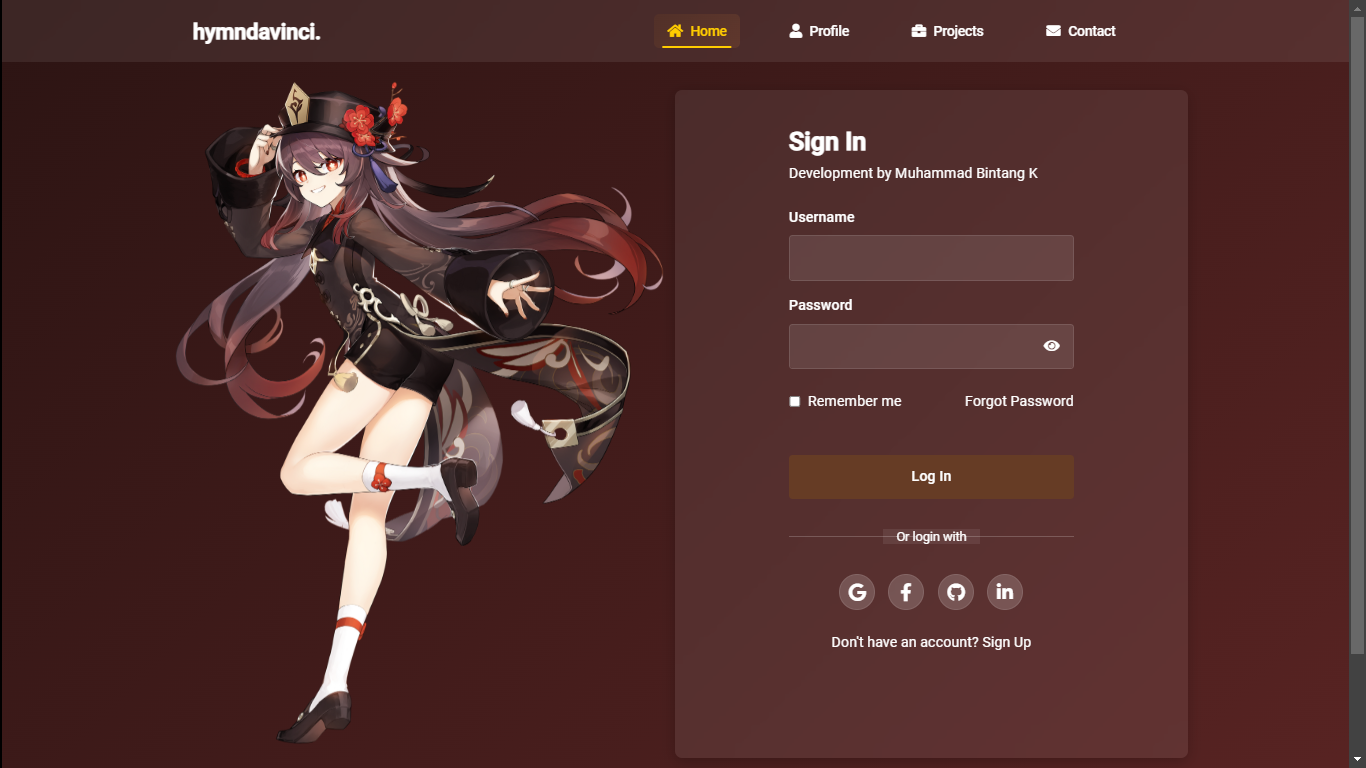 hymndavinci.
Home
Profile
Projects
Contact
Sign In
Development by Muhammad Bintang K
Username
Password
Remember me
Forgot Password
Log In
Or login with
Don't have an account? Sign Up